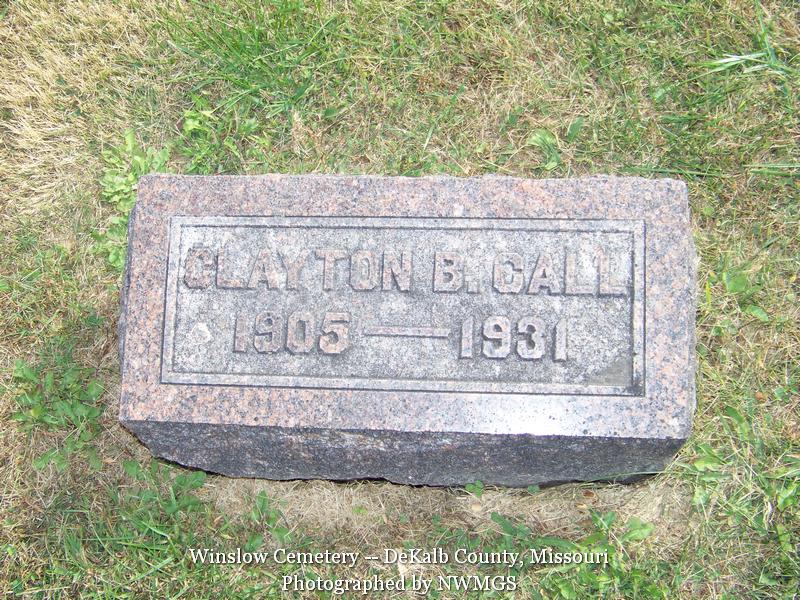 CLAYTON B. CALL
1905 — 1931
Winslow Cemetery -- DeKalb County, Missouri
Photographed by NWMGS